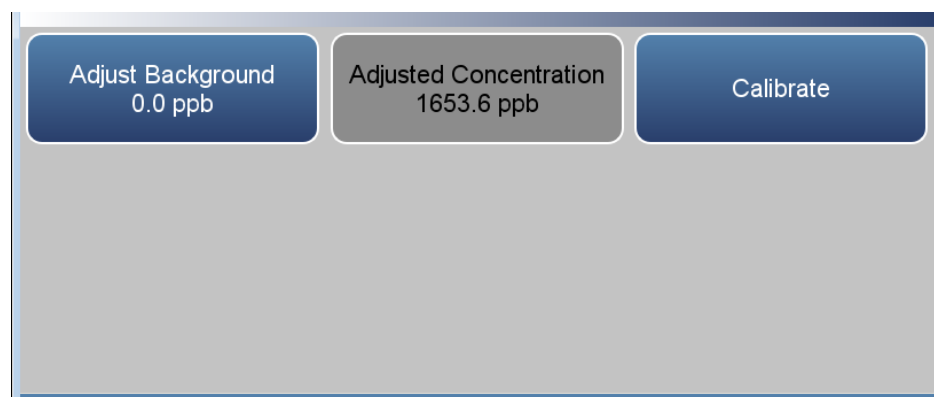 Adjust Background
0.0 ppb
Adjusted Concentration
1653.6 ppb
Calibrate